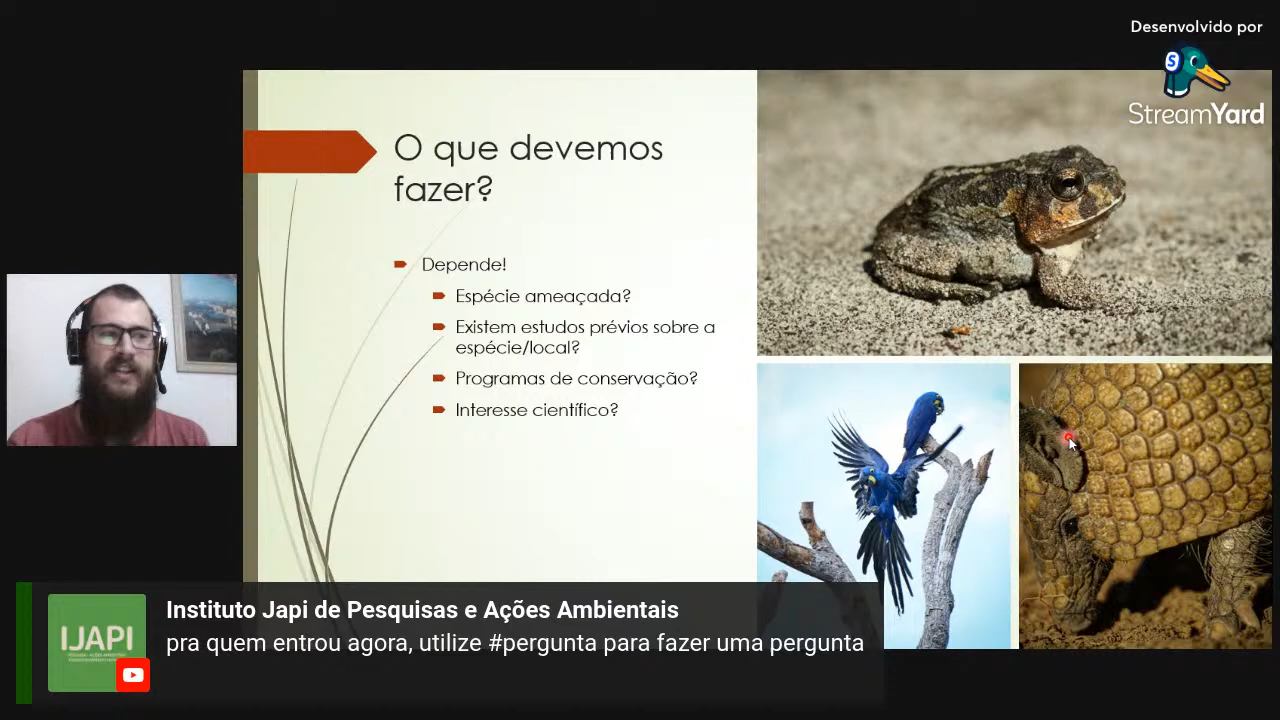 Desenvolvido por
S
StreamYard
O que devemos
fazer?
Depende!
Espécie ameaçada?
Existem estudos prévios sobre a
espécie/local?
Programas de conservação?
Interesse científico?
IJAPI
Instituto Japi de Pesquisas e Ações Ambientais
pra quem entrou agora, utilize #pergunta para fazer uma pergunta